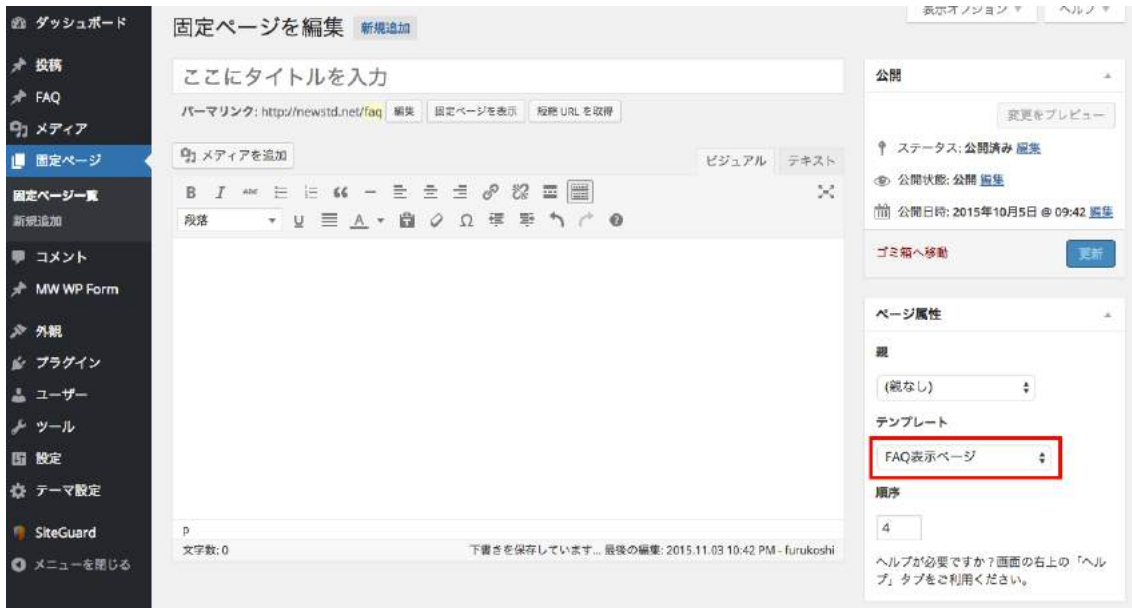 ダッシュボード
投稿
FAQ
メディア
固定ページ
固定ページ一覧
新規追加
コメント
MW WP Form
外観
プラグイン
ユーザー
ツール
設定
テーマ設定
SiteGuard
メニューを閉じる
表示オプション ▼ ヘルプ ▼
固定ページを編集 新規追加
ここにタイトルを入力
パーマリンク: http://newstd.net/faq 編集 固定ページを表示 短縮 URL を取得
メディアを追加
ビジュアル テキスト
B I ABC
段落 U A Ω
p
文字数: 0 下書きを保存しています... 最後の編集: 2015.11.03 10:42 PM - furukoshi
公開
変更をプレビュー
ステータス: 公開済み 編集
公開状態: 公開 編集
公開日時: 2015年10月5日 @ 09:42 編集
ゴミ箱へ移動 更新
ページ属性
親
(親なし)
テンプレート
FAQ表示ページ
順序
4
ヘルプが必要ですか ? 画面の右上の「ヘル
プ」タブをご利用ください。